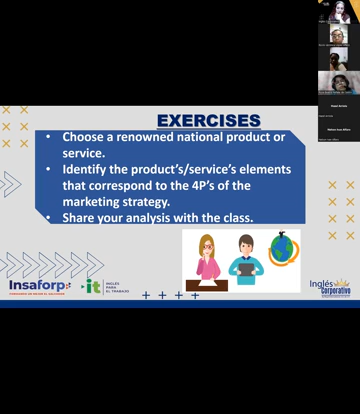 EXERCISES
• Choose a renowned national product or
service.
• Identify the product's/service's elements
that correspond to the 4P's of the
marketing strategy.
• Share your analysis with the class.
Insaforp
it
INGLÉS
PARA
EL TRABAJO
Inglés
Corporativo